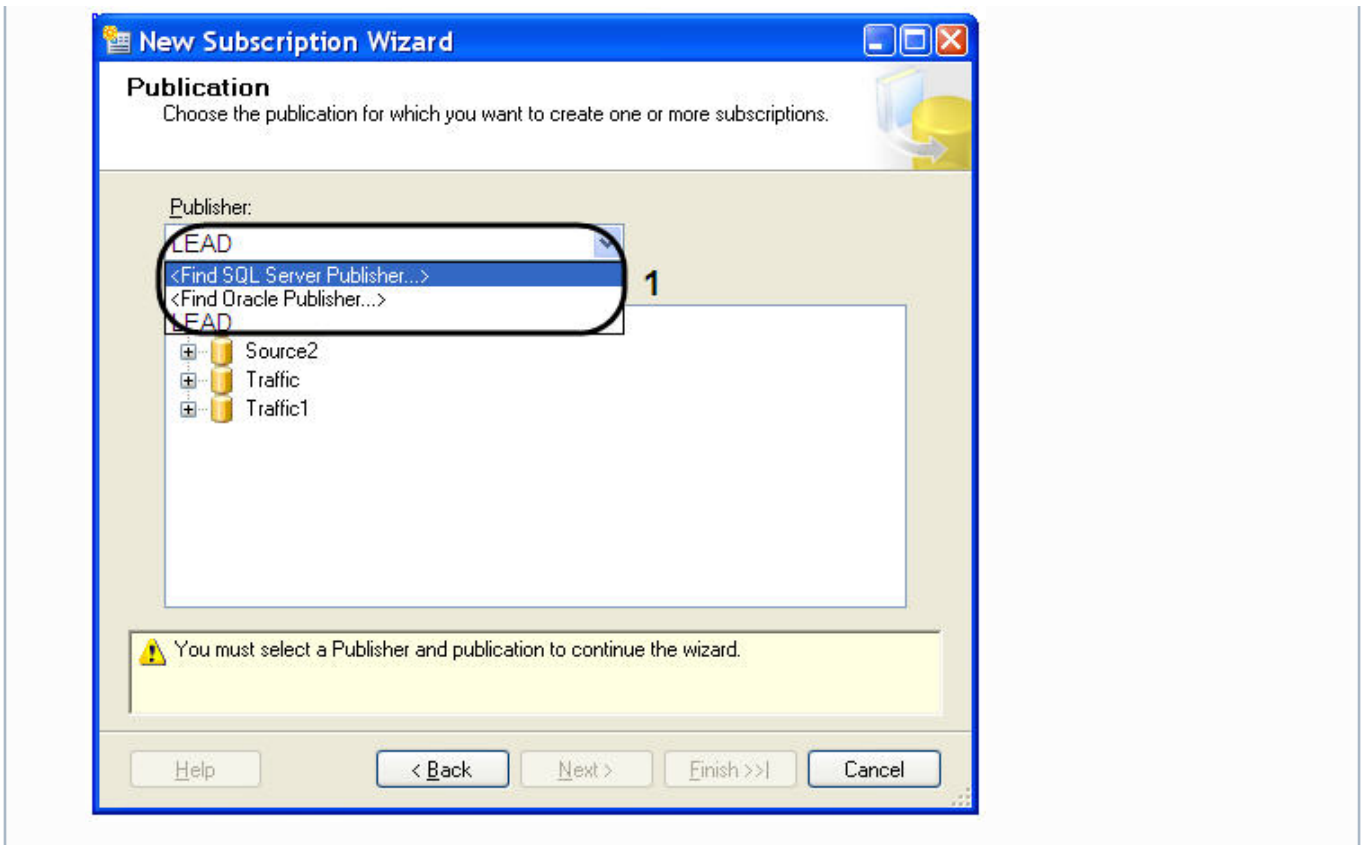 New Subscription Wizard
Publication
Choose the publication for which you want to create one or more subscriptions.
Publisher:
LEAD
<Find SQL Server Publisher...>
<Find Oracle Publisher...>
LEAD
1
Source2
Traffic
Traffic1
You must select a Publisher and publication to continue the wizard.
Help
< Back
Next >
Finish >>|
Cancel